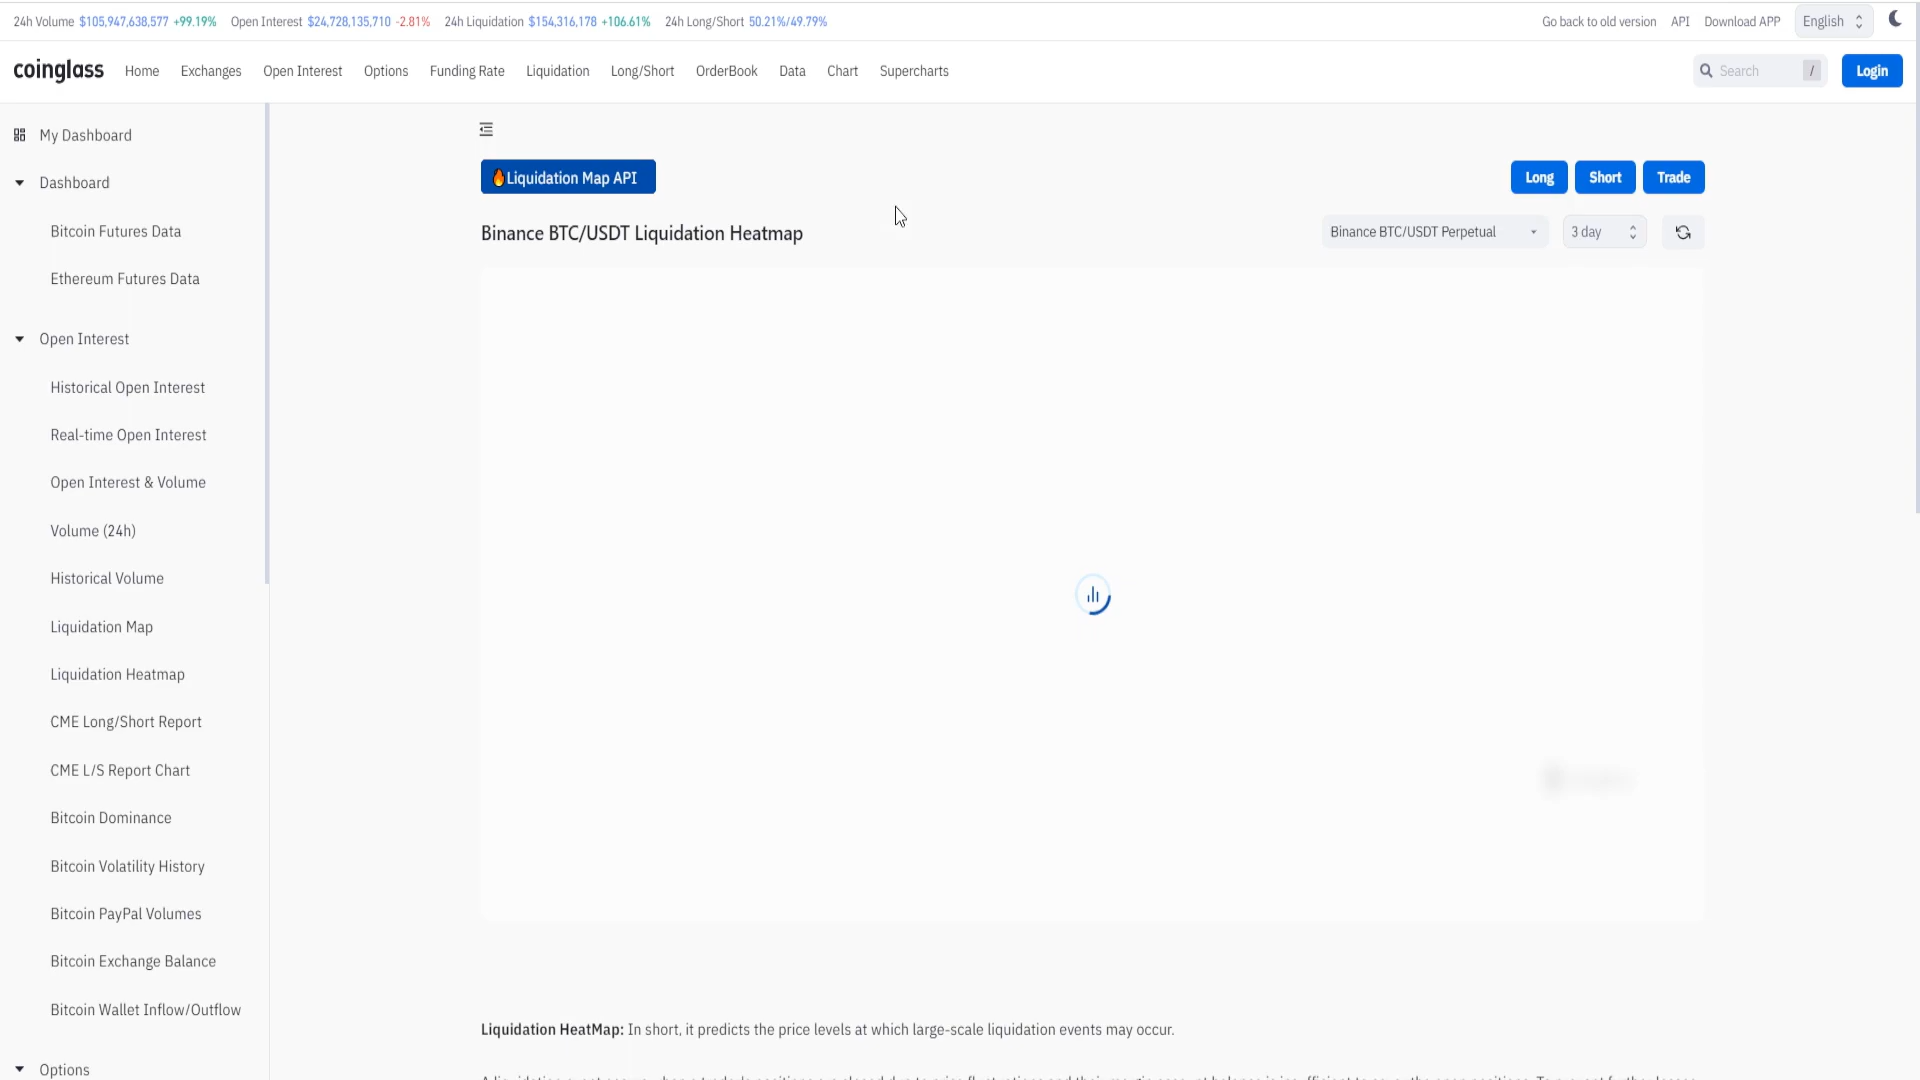 24h Volume $105,947,638,577 +99.19% Open Interest $24,728,135,710 -2.81% 24h Liquidation $154,316,178 +106.61% 24h Long/Short 50.21%/49.79% Go back to old version API Download APP English
coinglass Home Exchanges Open Interest Options Funding Rate Liquidation Long/Short OrderBook Data Chart Supercharts Search / Login
My Dashboard
Dashboard
Bitcoin Futures Data
Ethereum Futures Data
Open Interest
Historical Open Interest
Real-time Open Interest
Open Interest & Volume
Volume (24h)
Historical Volume
Liquidation Map
Liquidation Heatmap
CME Long/Short Report
CME L/S Report Chart
Bitcoin Dominance
Bitcoin Volatility History
Bitcoin PayPal Volumes
Bitcoin Exchange Balance
Bitcoin Wallet Inflow/Outflow
Options
Liquidation Map API Long Short Trade
Binance BTC/USDT Liquidation Heatmap Binance BTC/USDT Perpetual 3 day
Liquidation HeatMap: In short, it predicts the price levels at which large-scale liquidation events may occur.